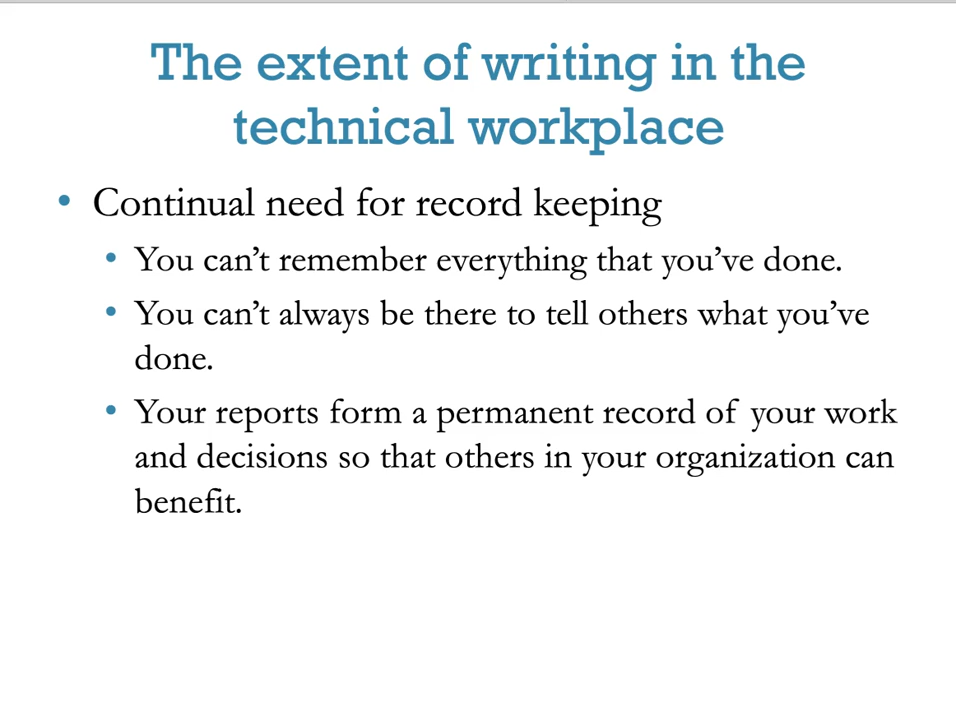 The extent of writing in the
technical workplace
• Continual need for record keeping
• You can’t remember everything that you’ve done.
• You can’t always be there to tell others what you’ve
done.
• Your reports form a permanent record of your work
and decisions so that others in your organization can
benefit.